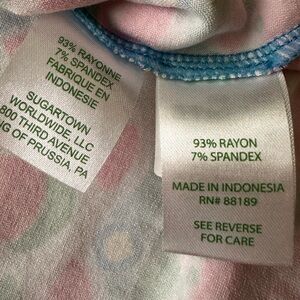 93% RAYONNE
7% SPANDEX
FABRIQUE EN
INDONESIE
SUGARTOWN
WORLDWIDE, LLC
800 THIRD AVENUE
OF PRUSSIA, PA
93% RAYON
7% SPANDEX
MADE IN INDONESIA
RN# 88189
SEE REVERSE
FOR CARE